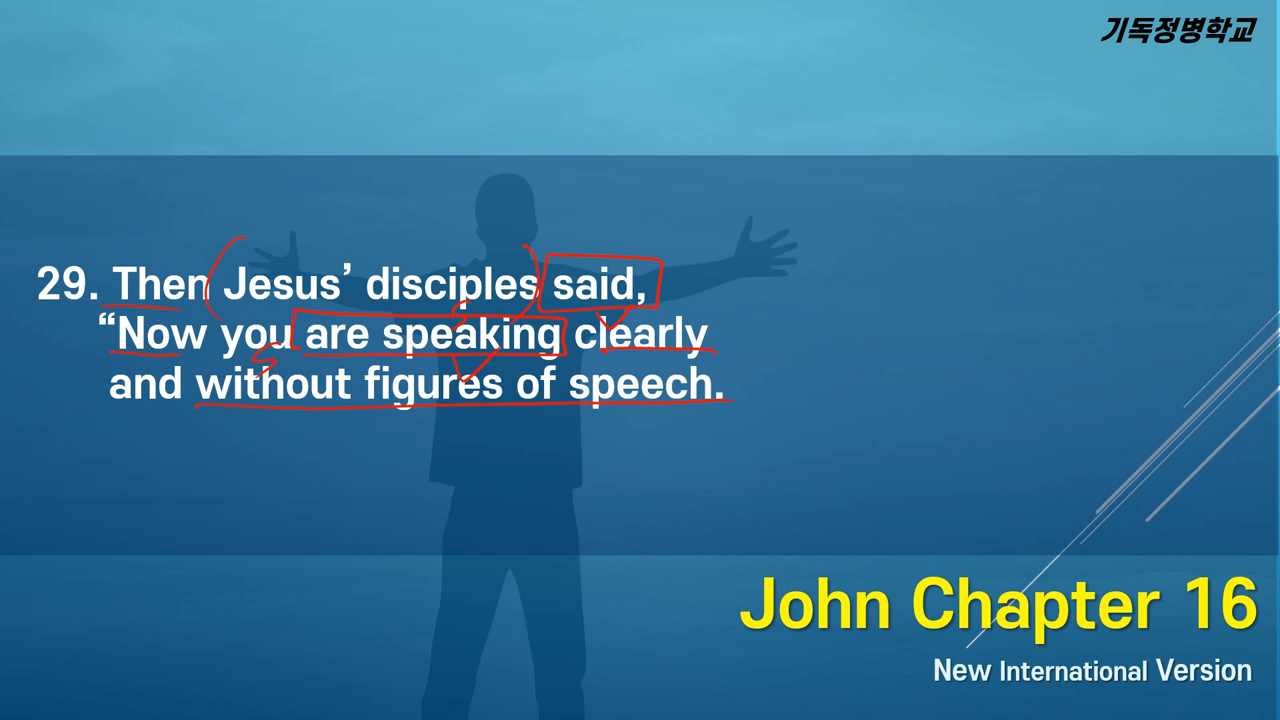 기독정병학교
29. Then Jesus’ disciples said,
“Now you are speaking clearly
and without figures of speech.
John Chapter 16
New International Version